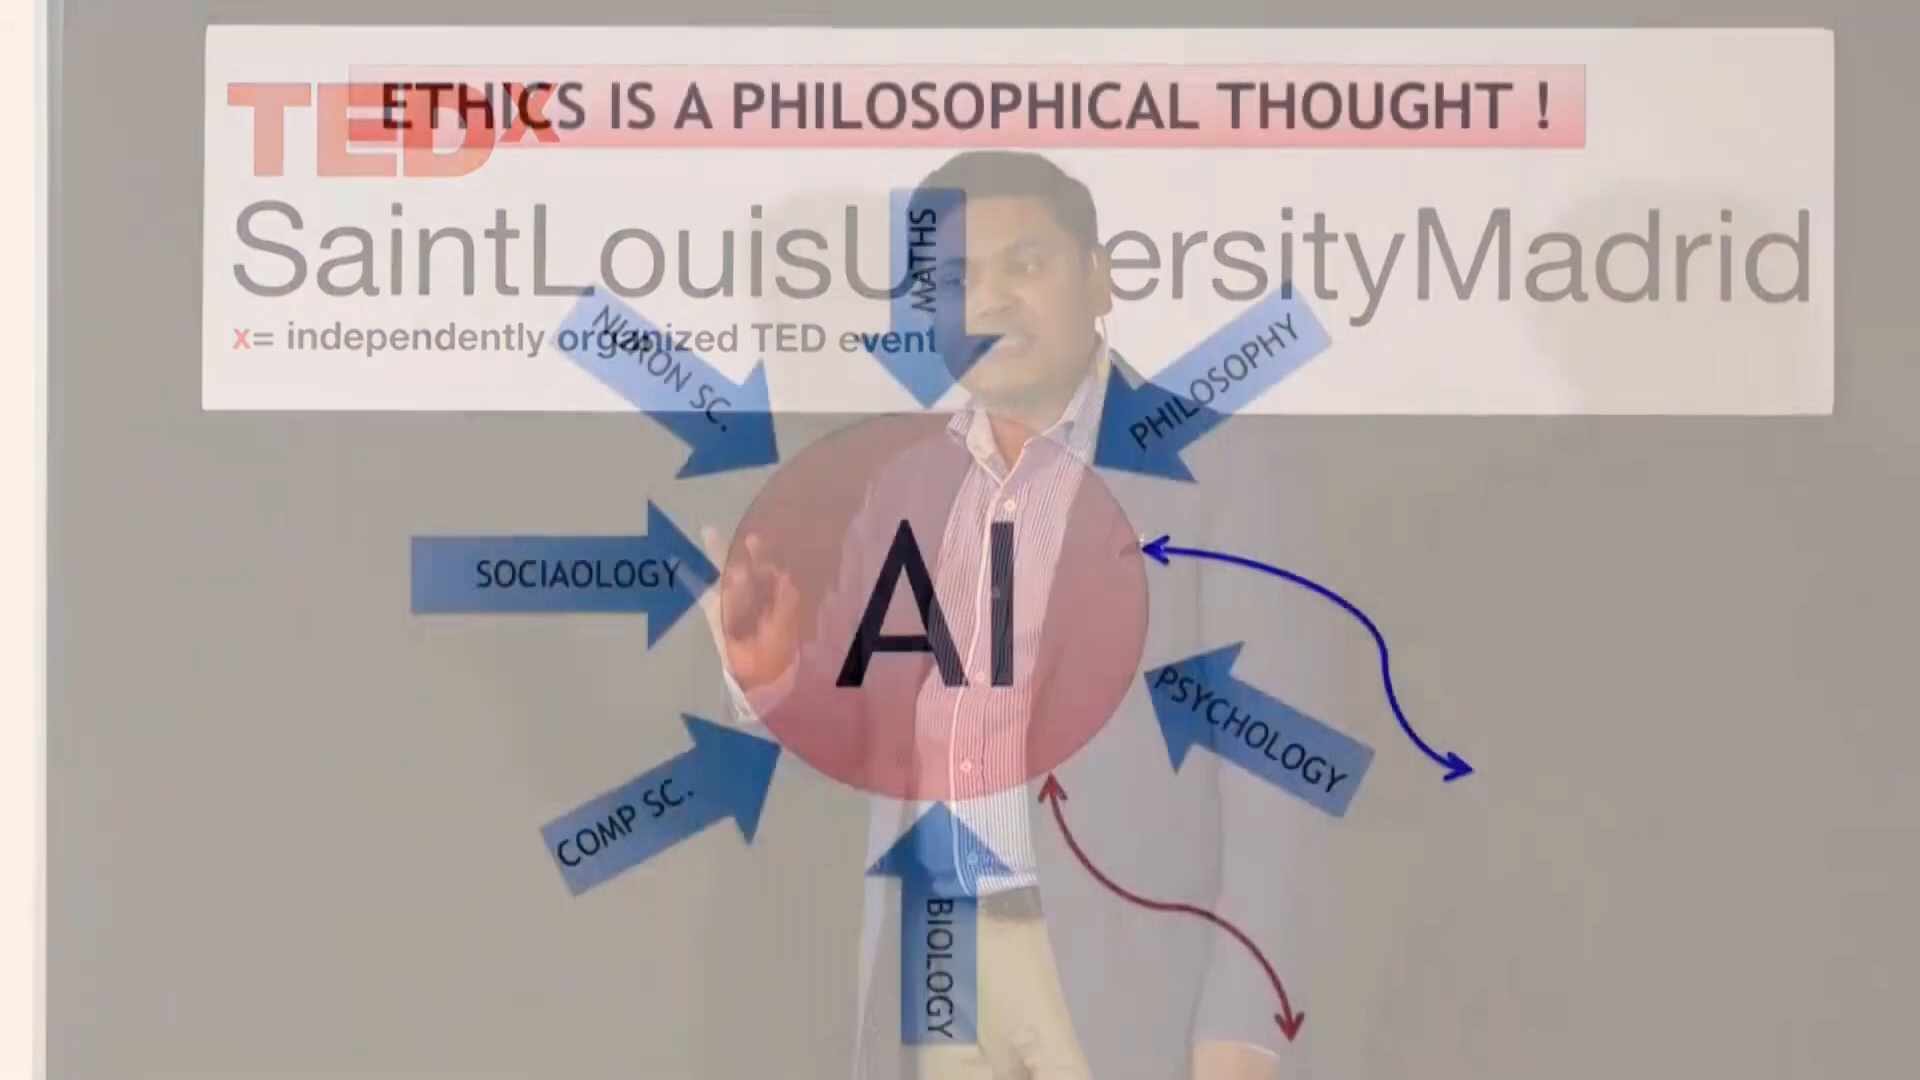 ETHICS IS A PHILOSOPHICAL THOUGHT !
TEDx
SaintLouisU ersityMadrid
x= independently organized TED event
MATHS
NURON SC.
PHILOSOPHY
SOCIAOLOGY
AI
PSYCHOLOGY
COMP SC.
BIOLOGY